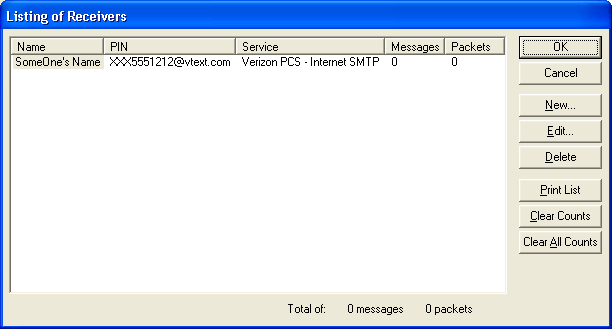 Listing of Receivers
Name PIN Service Messages Packets
SomeOne's Name XXX5551212@vtext.com Verizon PCS - Internet SMTP 0 0
OK
Cancel
New...
Edit...
Delete
Print List
Clear Counts
Clear All Counts
Total of: 0 messages 0 packets